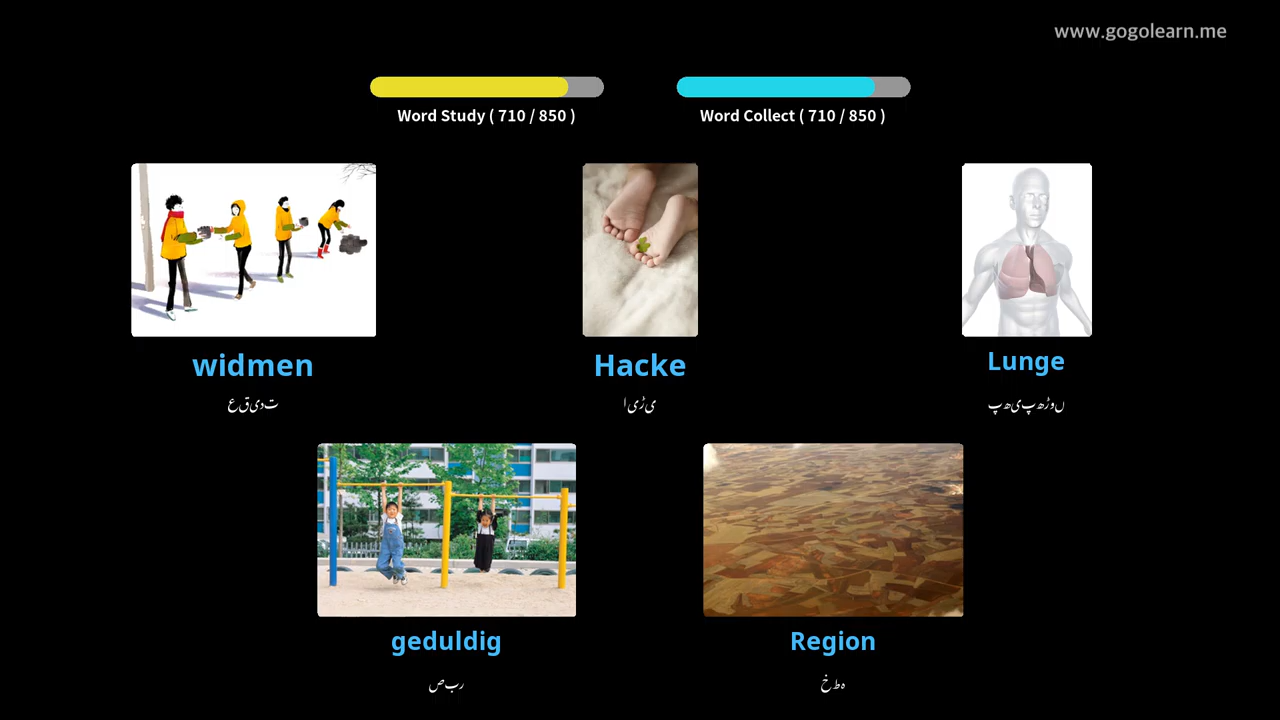 www.gogolearn.me
Word Study ( 710 / 850 )
Word Collect ( 710 / 850 )
widmen
Hacke
Lunge
عقیدت
ایڑی
پھیپھڑوں
geduldig
Region
صبر
خطہ